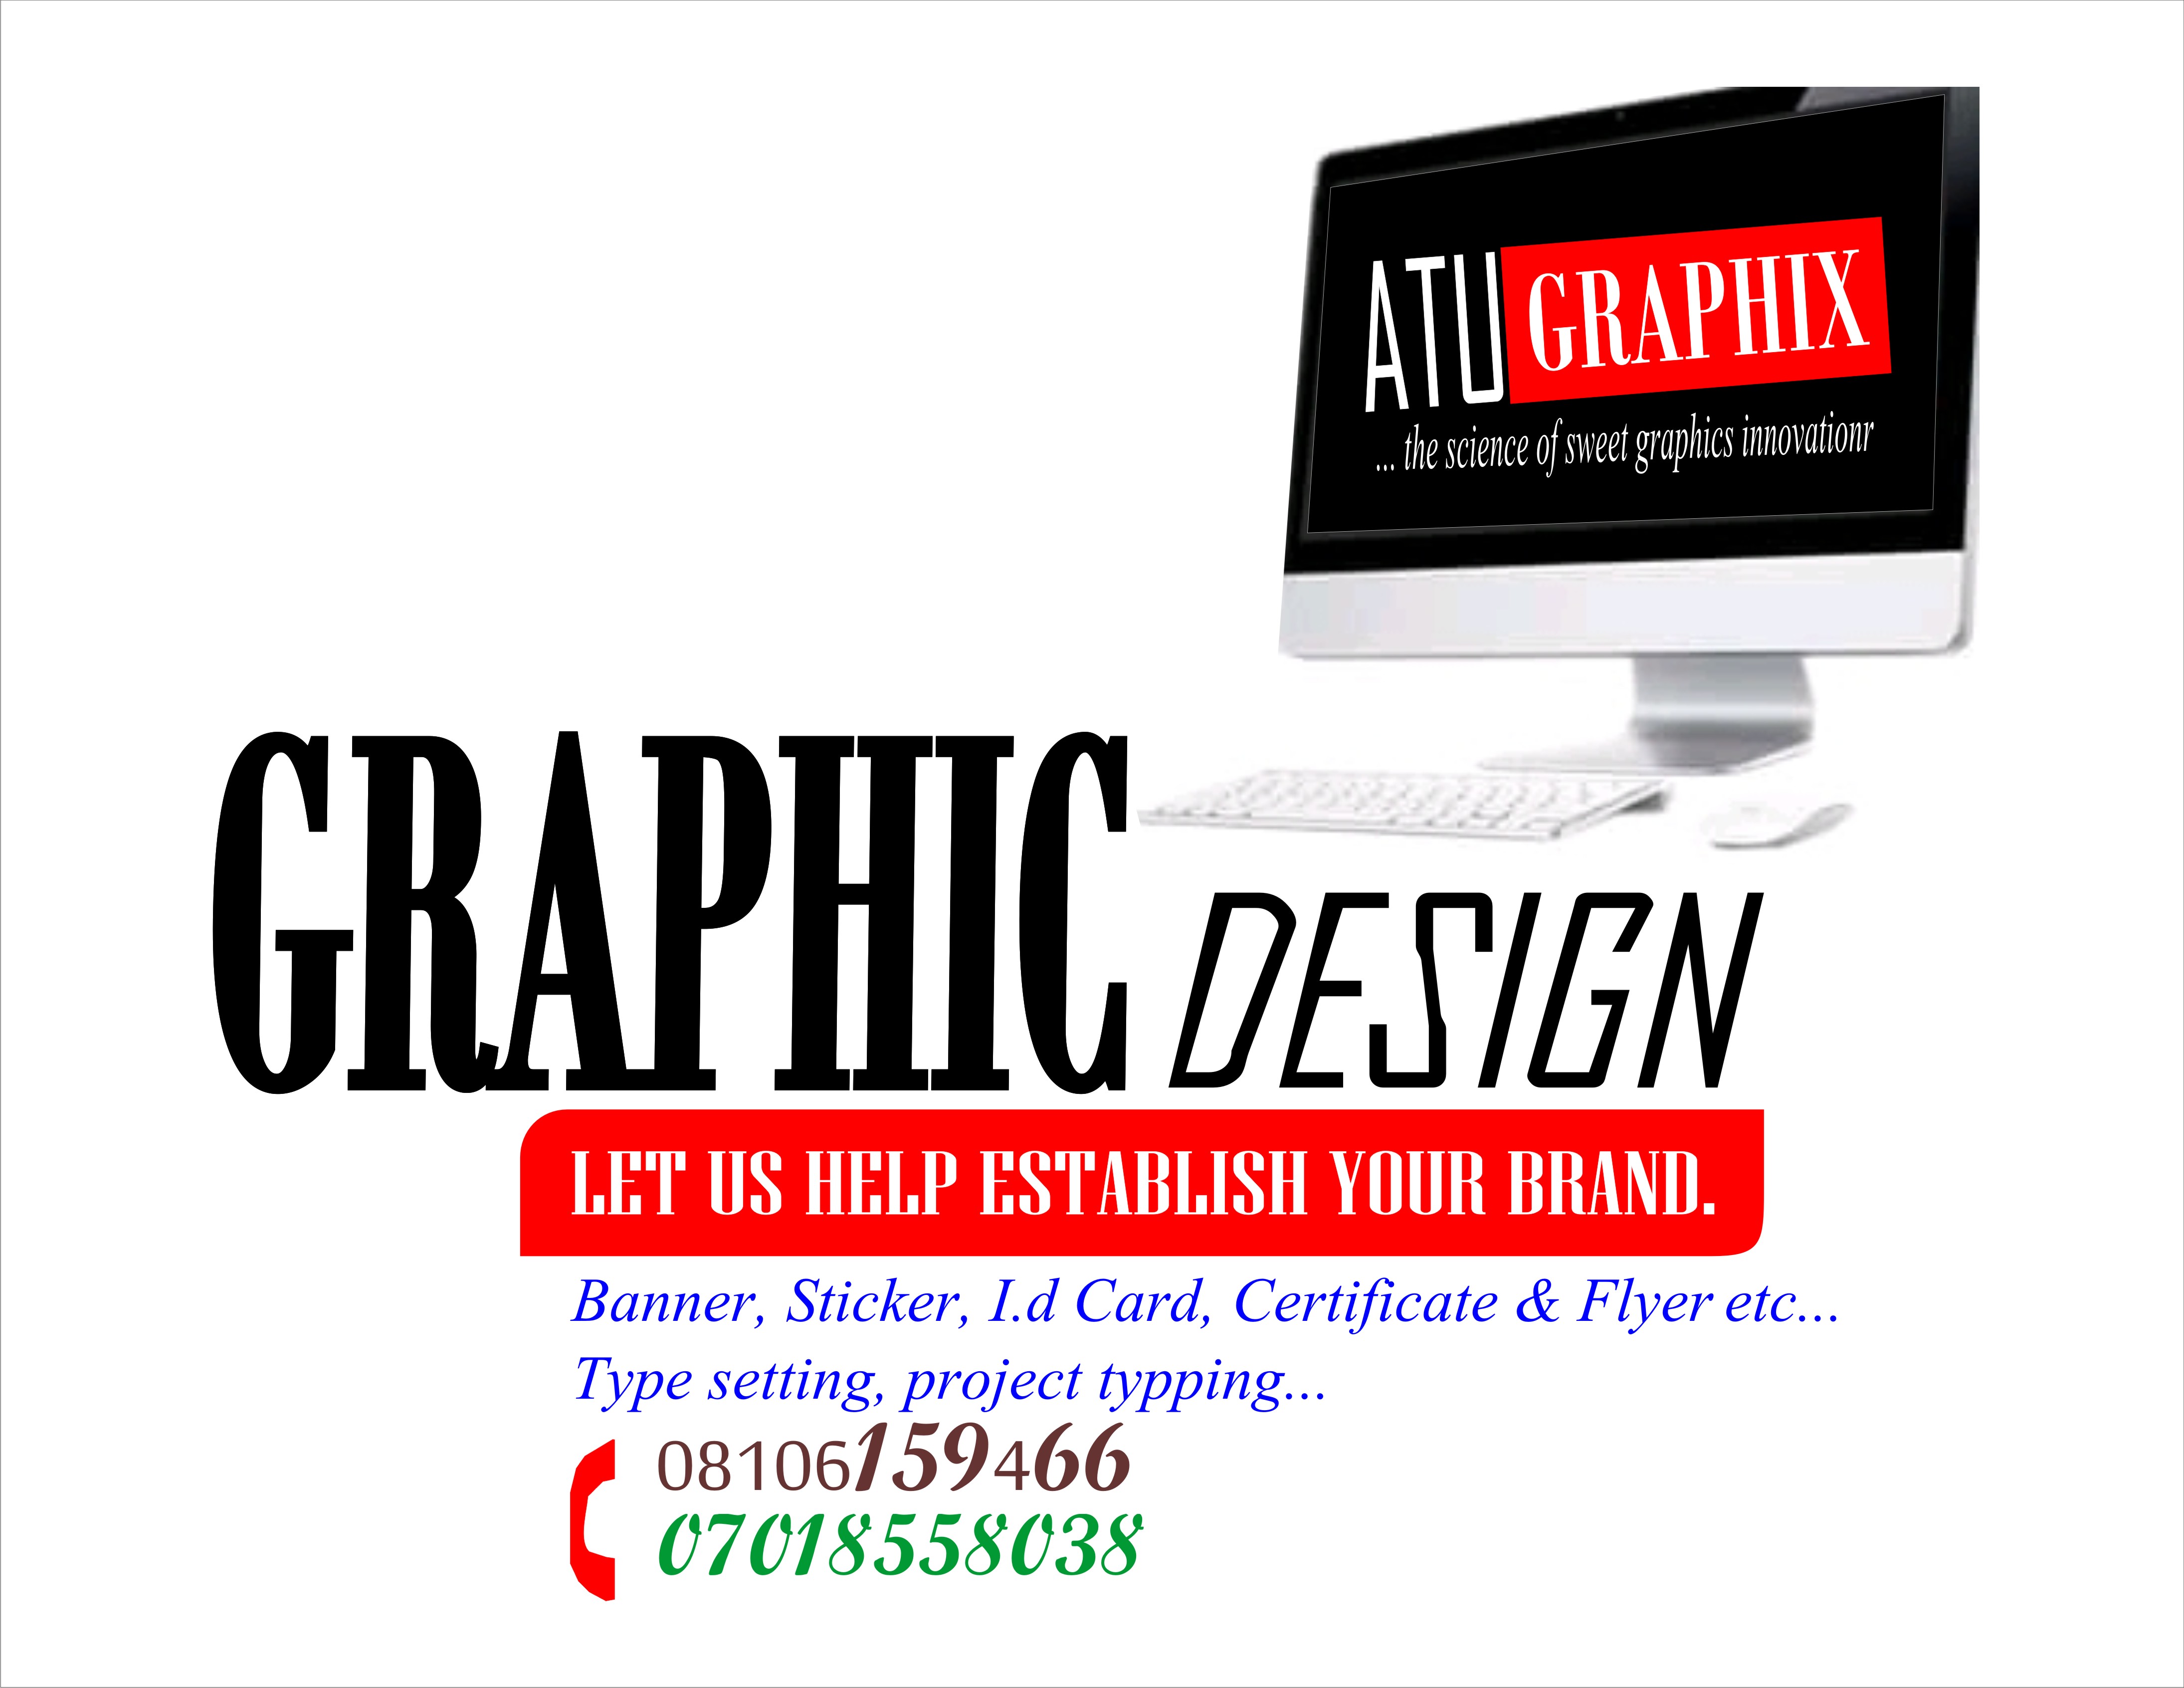 ATU GRAPHIX
... the science of sweet graphics innovationr
GRAPHIC DESIGN
LET US HELP ESTABLISH YOUR BRAND.
Banner, Sticker, I.d Card, Certificate & Flyer etc...
Type setting, project typping...
08106159466
07018558038